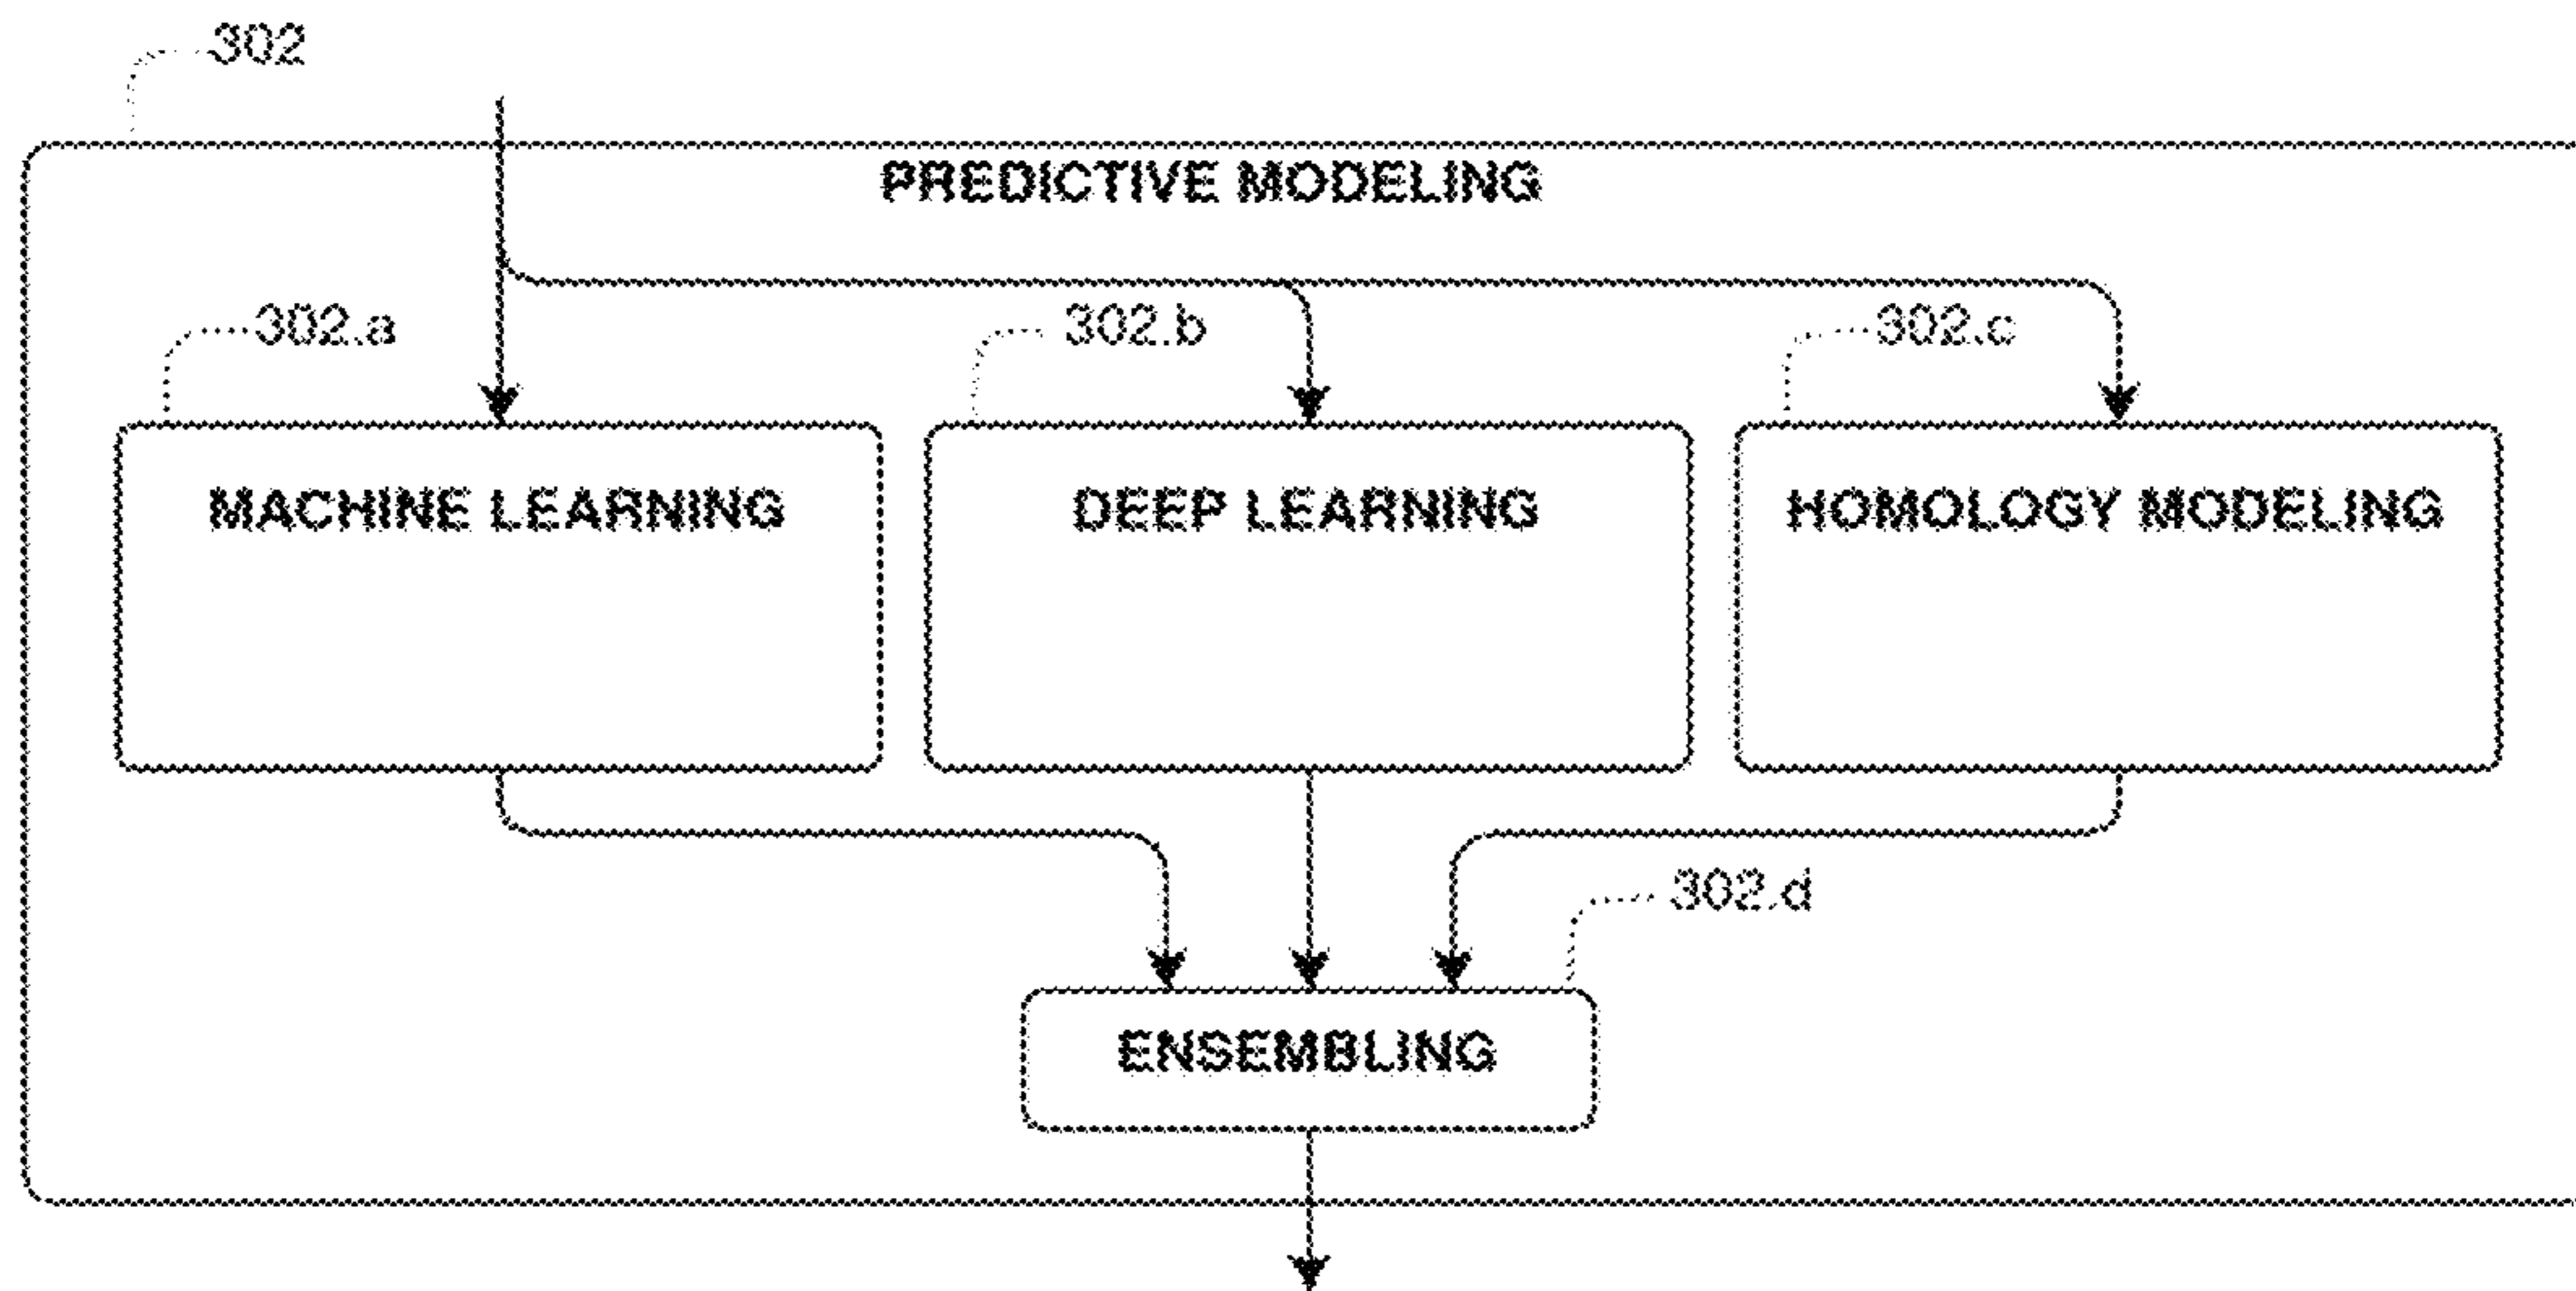 302
PREDICTIVE MODELING
302.a
302.b
302.c
MACHINE LEARNING
DEEP LEARNING
HOMOLOGY MODELING
302.d
ENSEMBLING